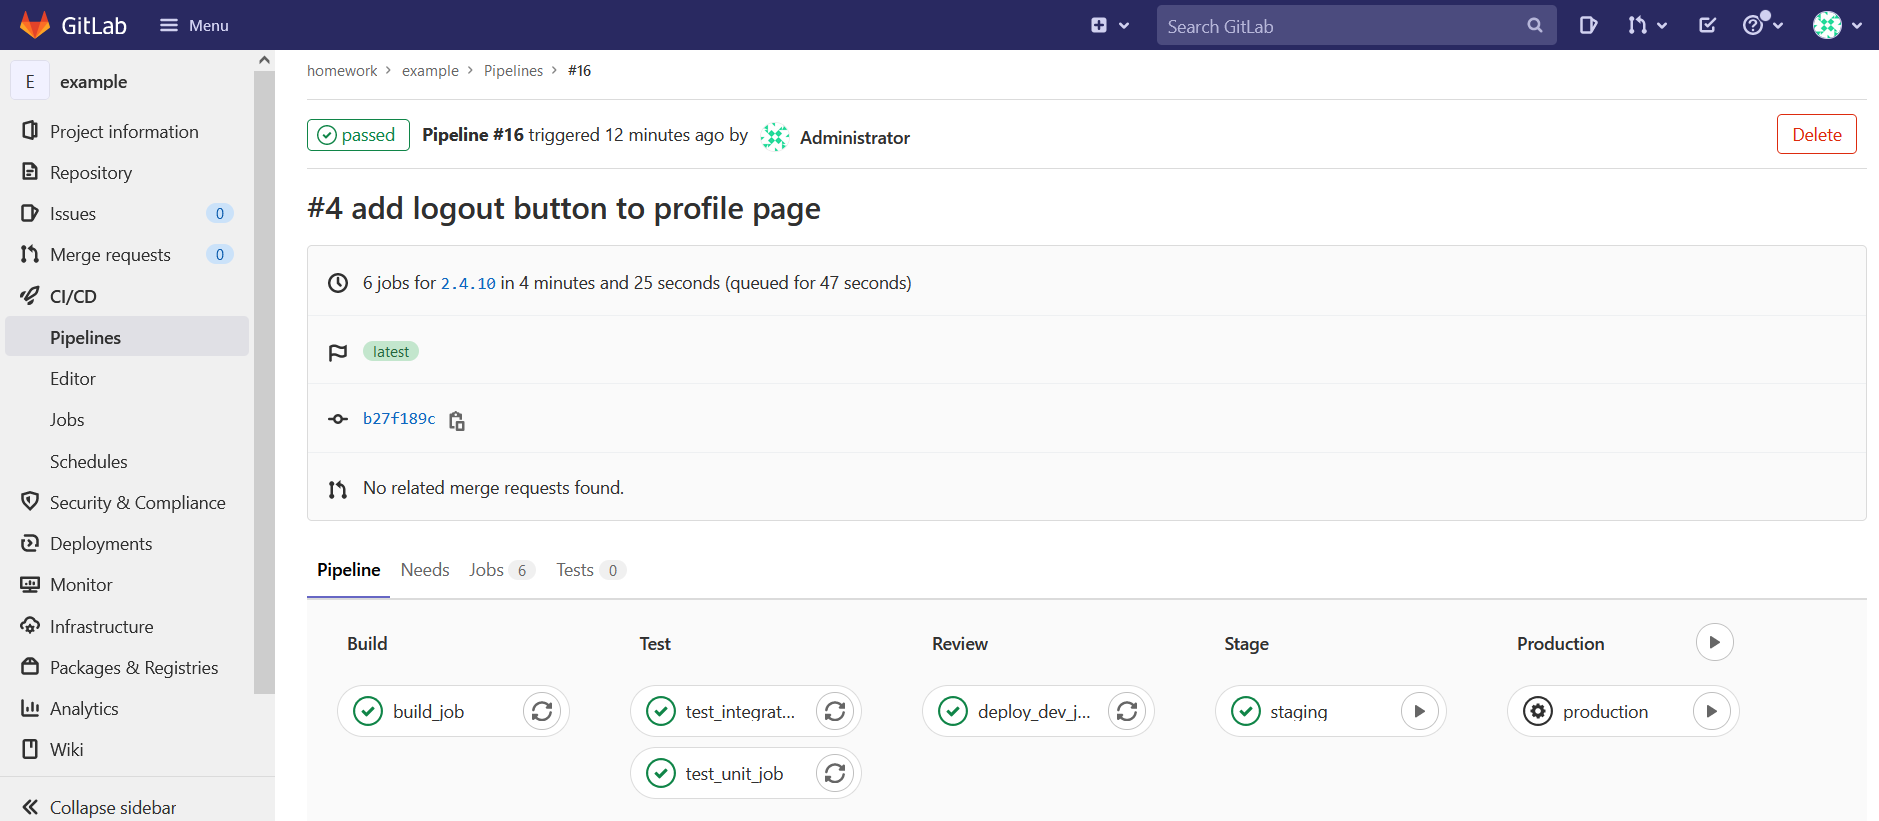 GitLab
Menu
Search GitLab
E example
Project information
Repository
Issues 0
Merge requests 0
CI/CD
Pipelines
Editor
Jobs
Schedules
Security & Compliance
Deployments
Monitor
Infrastructure
Packages & Registries
Analytics
Wiki
Collapse sidebar
homework › example › Pipelines › #16
passed Pipeline #16 triggered 12 minutes ago by Administrator
Delete
#4 add logout button to profile page
6 jobs for 2.4.10 in 4 minutes and 25 seconds (queued for 47 seconds)
latest
b27f189c
No related merge requests found.
Pipeline Needs Jobs 6 Tests 0
Build Test Review Stage Production
build_job test_integrat... deploy_dev_j... staging production
test_unit_job